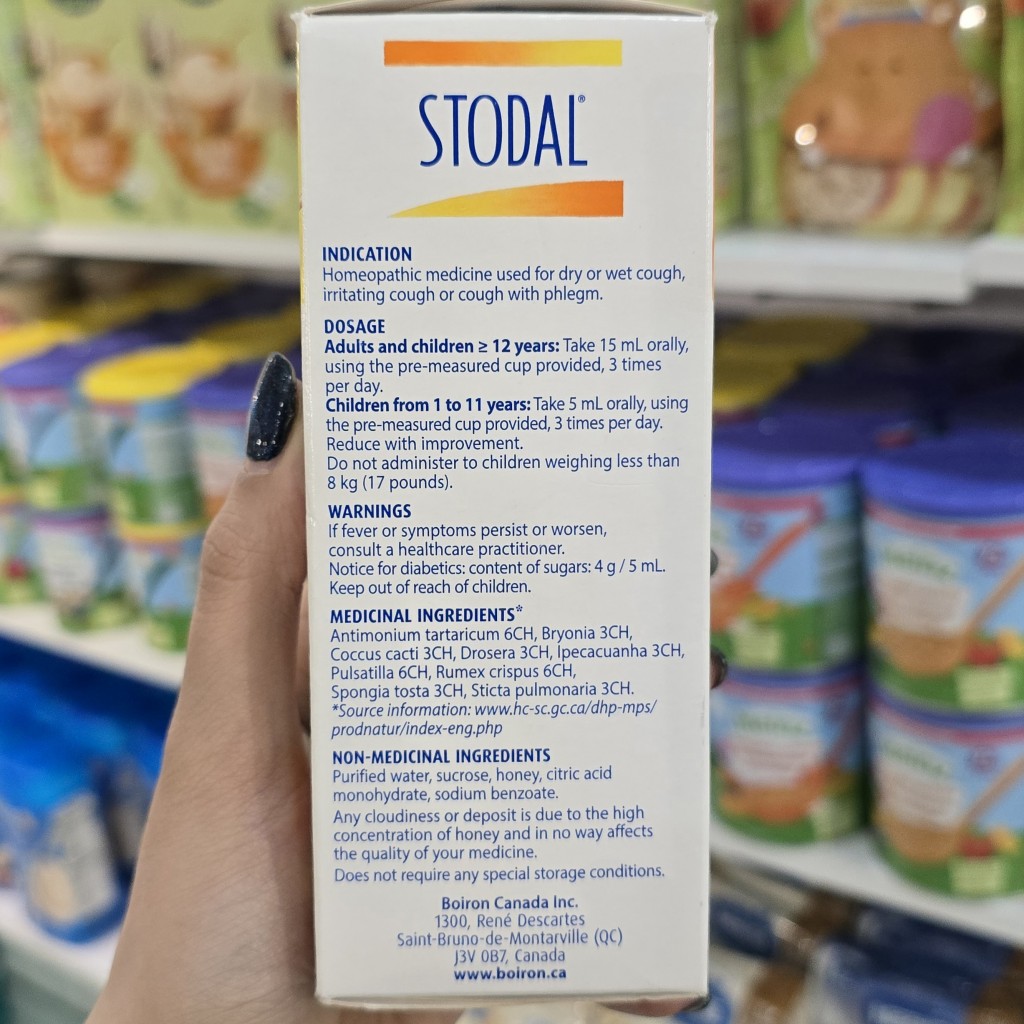 STODAL®
INDICATION
Homeopathic medicine used for dry or wet cough,
irritating cough or cough with phlegm.
DOSAGE
Adults and children ≥ 12 years: Take 15 mL orally,
using the pre-measured cup provided, 3 times
per day.
Children from 1 to 11 years: Take 5 mL orally, using
the pre-measured cup provided, 3 times per day.
Reduce with improvement.
Do not administer to children weighing less than
8 kg (17 pounds).
WARNINGS
If fever or symptoms persist or worsen,
consult a healthcare practitioner.
Notice for diabetics: content of sugars: 4 g / 5 mL.
Keep out of reach of children.
MEDICINAL INGREDIENTS*
Antimonium tartaricum 6CH, Bryonia 3CH,
Coccus cacti 3CH, Drosera 3CH, Ipecacuanha 3CH,
Pulsatilla 6CH, Rumex crispus 6CH,
Spongia tosta 3CH, Sticta pulmonaria 3CH.
*Source information: www.hc-sc.gc.ca/dhp-mps/
prodnatur/index-eng.php
NON-MEDICINAL INGREDIENTS
Purified water, sucrose, honey, citric acid
monohydrate, sodium benzoate.
Any cloudiness or deposit is due to the high
concentration of honey and in no way affects
the quality of your medicine.
Does not require any special storage conditions.
Boiron Canada Inc.
1300, René Descartes
Saint-Bruno-de-Montarville (QC)
J3V 0B7, Canada
www.boiron.ca